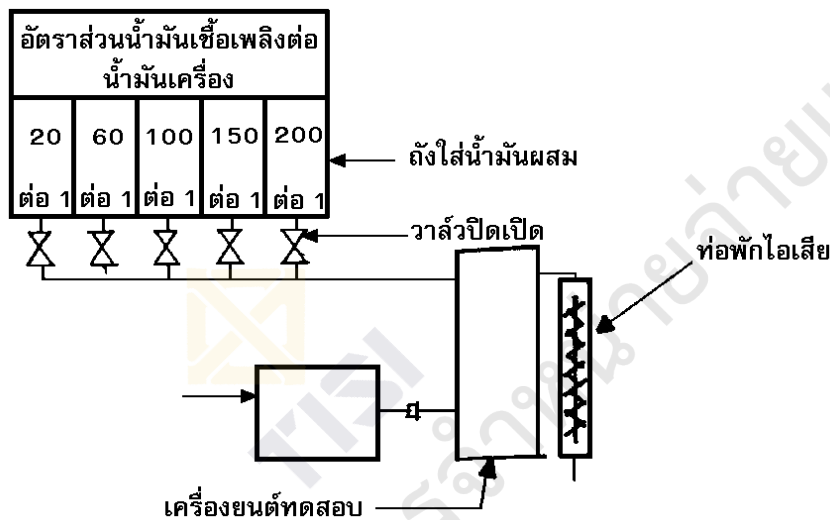 อัตราส่วนน้ำมันเชื้อเพลิงต่อ
น้ำมันเครื่อง
20 60 100 150 200
ต่อ 1 ต่อ 1 ต่อ 1 ต่อ 1 ต่อ 1
ถังใส่น้ำมันผสม
วาล์วปิดเปิด
ท่อพักไอเสีย
เครื่องยนต์ทดสอบ